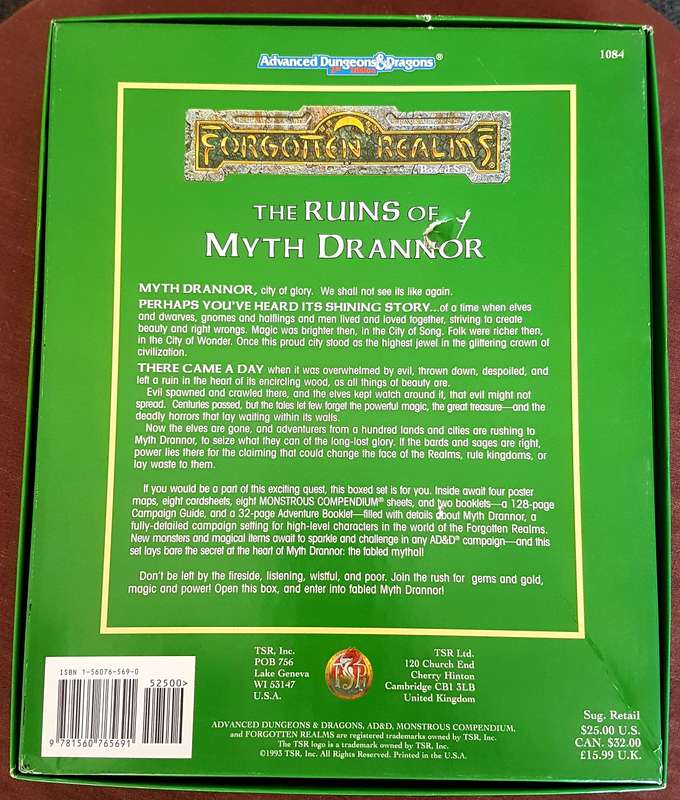 Advanced Dungeons & Dragons®
2nd Edition
1084
FORGOTTEN REALMS®
Boxed Set
THE RUINS OF
MYTH DRANNOR
MYTH DRANNOR, city of glory. We shall not see its like again.
PERHAPS YOU'VE HEARD ITS SHINING STORY...of a time when elves
and dwarves, gnomes and halflings and men lived and loved together, striving to create
beauty and right wrongs. Magic was brighter then, in the City of Song. Folk were richer then,
in the City of Wonder. Once this proud city stood as the highest jewel in the glittering crown of
civilization.
THERE CAME A DAY when it was overwhelmed by evil, thrown down, despoiled, and
left a ruin in the heart of its encircling wood, as all things of beauty are.
Evil spawned and crawled there, and the elves kept watch around it, that evil might not
spread. Centuries passed, but the tales let few forget the powerful magic, the great treasure—and the
deadly horrors that lay waiting within its walls.
Now the elves are gone, and adventurers from a hundred lands and cities are rushing to
Myth Drannor, to seize what they can of the long-lost glory. If the bards and sages are right,
power lies there for the claiming that could change the face of the Realms, rule kingdoms, or
lay waste to them.
If you would be a part of this exciting quest, this boxed set is for you. Inside await four poster
maps, eight cardsheets, eight MONSTROUS COMPENDIUM® sheets, and two booklets—a 128-page
Campaign Guide, and a 32-page Adventure Booklet—filled with details about Myth Drannor, a
fully-detailed campaign setting for high-level characters in the world of the Forgotten Realms.
New monsters and magical items await to sparkle and challenge in any AD&D® campaign—and this
set lays bare the secret at the heart of Myth Drannor: the fabled mythal!
Don't be left by the fireside, listening, wistful, and poor. Join the rush for gems and gold,
magic and power! Open this box, and enter into fabled Myth Drannor!
ISBN 1-56076-569-0
52500>
9 781560 765691
TSR, Inc.
POB 756
Lake Geneva
WI 53147
U.S.A.
TSR
TSR Ltd.
120 Church End
Cherry Hinton
Cambridge CB1 3LB
United Kingdom
ADVANCED DUNGEONS & DRAGONS, AD&D, MONSTROUS COMPENDIUM,
and FORGOTTEN REALMS are registered trademarks owned by TSR, Inc.
The TSR logo is a trademark owned by TSR, Inc.
©1993 TSR, Inc. All Rights Reserved. Printed in the U.S.A.
Sug. Retail
$25.00 U.S.
CAN. $32.00
£15.99 U.K.